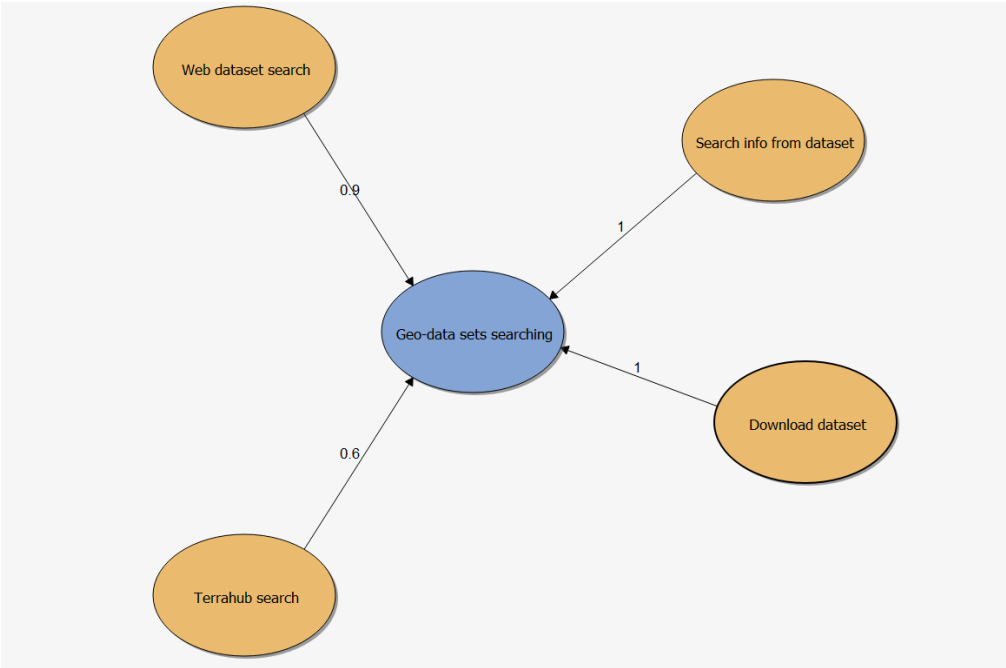 Web dataset search
Search info from dataset
0.9
1
Geo-data sets searching
1
Download dataset
0.6
Terrahub search